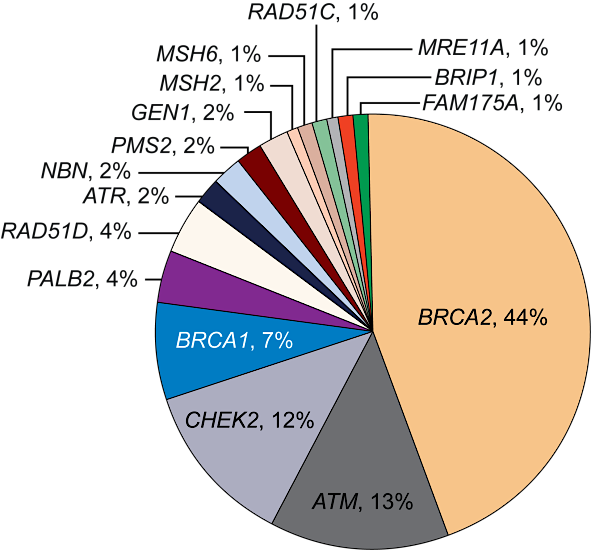 RAD51C, 1%
MSH6, 1%
MRE11A, 1%
MSH2, 1%
BRIP1, 1%
GEN1, 2%
FAM175A, 1%
PMS2, 2%
NBN, 2%
ATR, 2%
RAD51D, 4%
PALB2, 4%
BRCA2, 44%
BRCA1, 7%
CHEK2, 12%
ATM, 13%